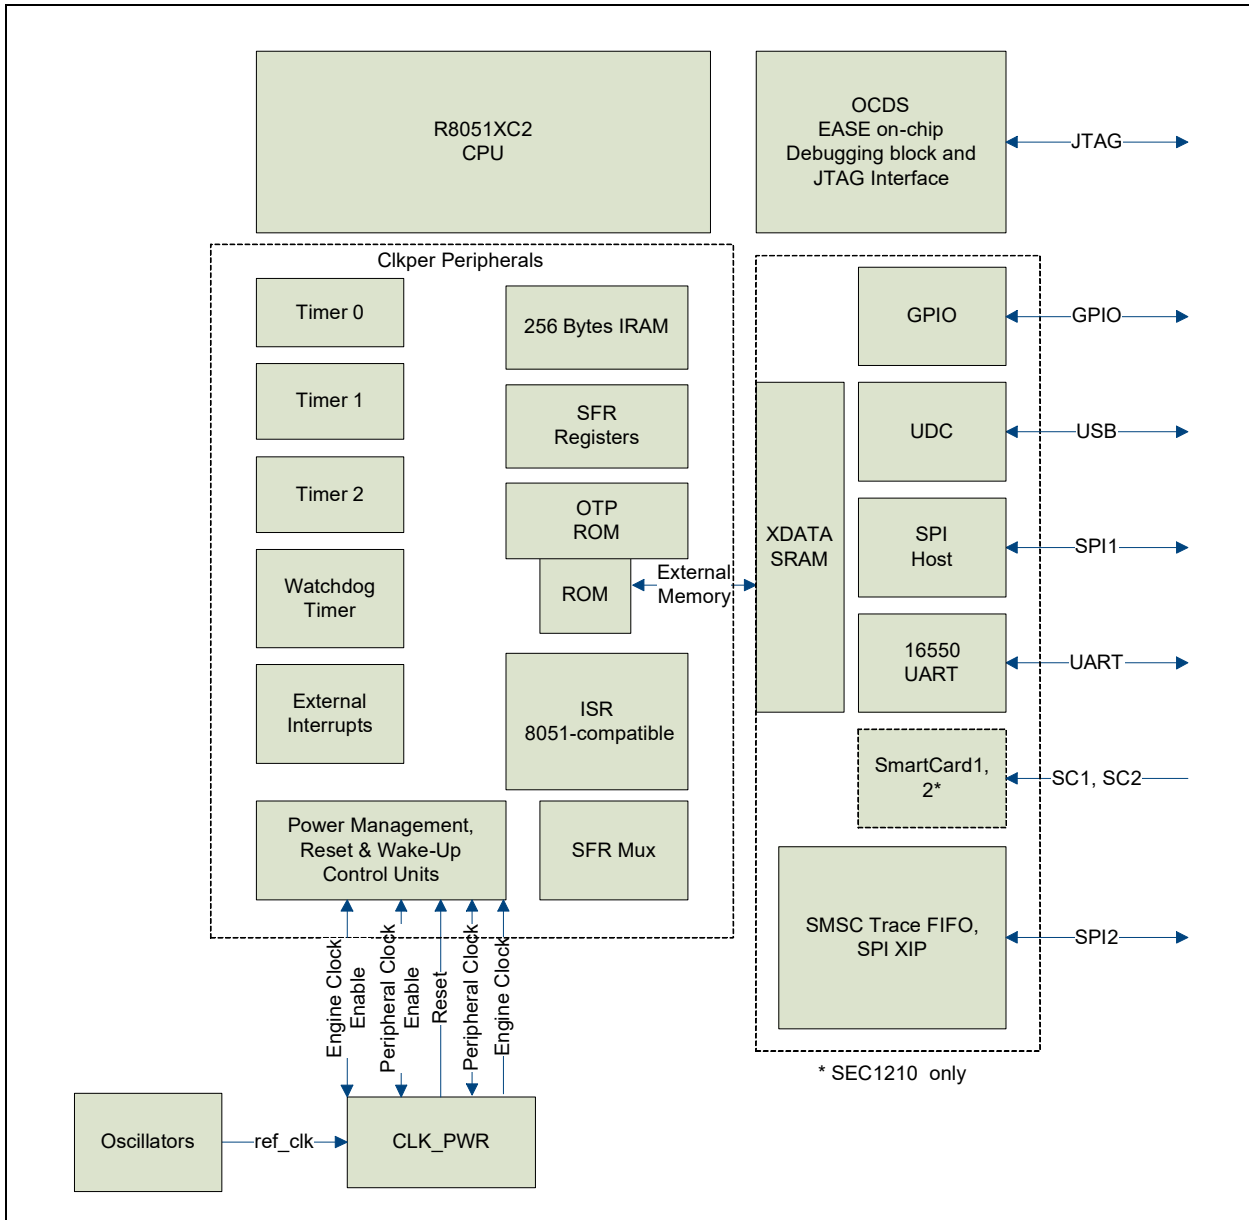 R8051XC2
CPU
OCDS
EASE on-chip
Debugging block and
JTAG Interface
JTAG
Clkper Peripherals
Timer 0
Timer 1
Timer 2
Watchdog
Timer
External
Interrupts
Power Management,
Reset & Wake-Up
Control Units
256 Bytes IRAM
SFR
Registers
OTP
ROM
ROM
External
Memory
ISR
8051-compatible
SFR Mux
XDATA
SRAM
GPIO
GPIO
UDC
USB
SPI
Host
SPI1
16550
UART
UART
SmartCard1,
2*
SC1, SC2
SMSC Trace FIFO,
SPI XIP
SPI2
* SEC1210 only
Engine Clock
Enable
Peripheral Clock
Enable
Reset
Peripheral Clock
Engine Clock
Oscillators
ref_clk
CLK_PWR